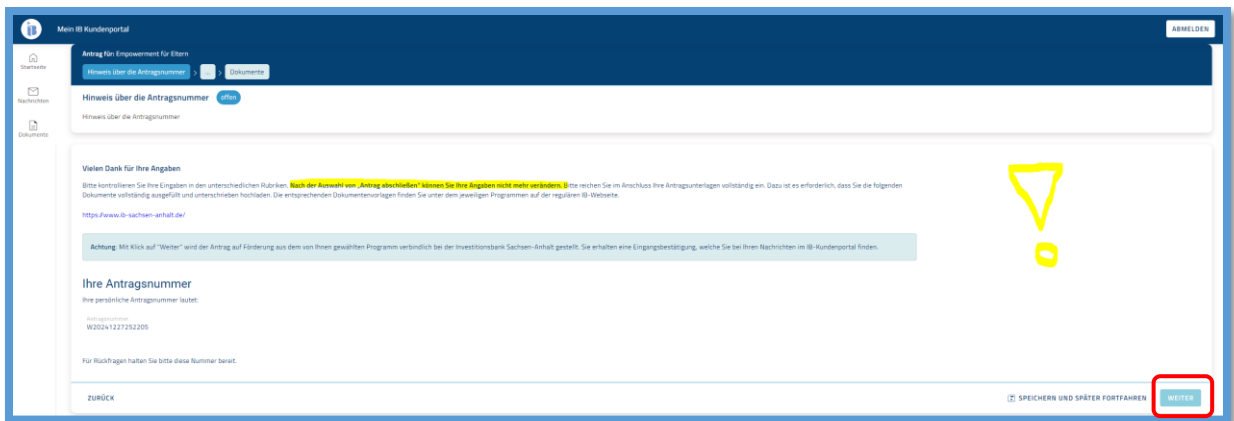 Mein IB Kundenportal
ABMELDEN
Startseite
Nachrichten
Dokumente
Antrag für: Empowerment für Eltern
Hinweis über die Antragsnummer > ... > Dokumente
Hinweis über die Antragsnummer offen
Hinweis über die Antragsnummer
Vielen Dank für Ihre Angaben
Bitte kontrollieren Sie Ihre Eingaben in den unterschiedlichen Rubriken. Nach der Auswahl von „Antrag abschließen" können Sie Ihre Angaben nicht mehr verändern. Bitte reichen Sie im Anschluss Ihre Antragsunterlagen vollständig ein. Dazu ist es erforderlich, dass Sie die folgenden
Dokumente vollständig ausgefüllt und unterschrieben hochladen. Die entsprechenden Dokumentenvorlagen finden Sie unter dem jeweiligen Programmen auf der regulären IB-Webseite.
https://www.ib-sachsen-anhalt.de/
Achtung: Mit Klick auf "Weiter" wird der Antrag auf Förderung aus dem von Ihnen gewählten Programm verbindlich bei der Investitionsbank Sachsen-Anhalt gestellt. Sie erhalten eine Eingangsbestätigung, welche Sie bei Ihren Nachrichten im IB-Kundenportal finden.
Ihre Antragsnummer
Ihre persönliche Antragsnummer lautet:
Antragsnummer
W20241227252205
Für Rückfragen halten Sie bitte diese Nummer bereit.
ZURÜCK
SPEICHERN UND SPÄTER FORTFAHREN
WEITER